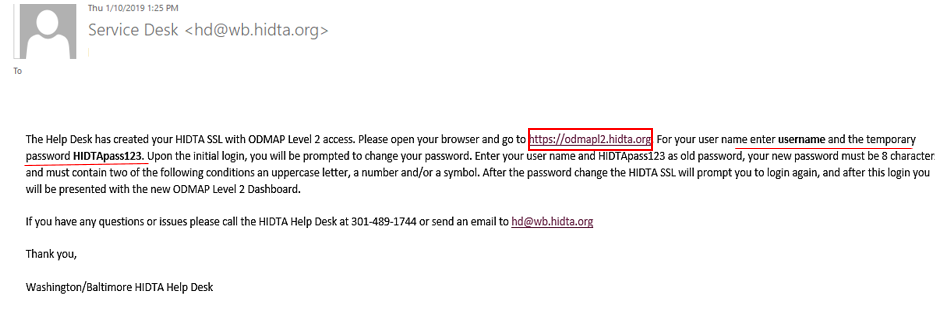 Thu 1/10/2019 1:25 PM
Service Desk <hd@wb.hidta.org>
To
The Help Desk has created your HIDTA SSL with ODMAP Level 2 access. Please open your browser and go to https://odmapl2.hidta.org. For your user name enter username and the temporary
password HIDTApass123. Upon the initial login, you will be prompted to change your password. Enter your user name and HIDTApass123 as old password, your new password must be 8 character
and must contain two of the following conditions an uppercase letter, a number and/or a symbol. After the password change the HIDTA SSL will prompt you to login again, and after this login you
will be presented with the new ODMAP Level 2 Dashboard.
If you have any questions or issues please call the HIDTA Help Desk at 301-489-1744 or send an email to hd@wb.hidta.org
Thank you,
Washington/Baltimore HIDTA Help Desk